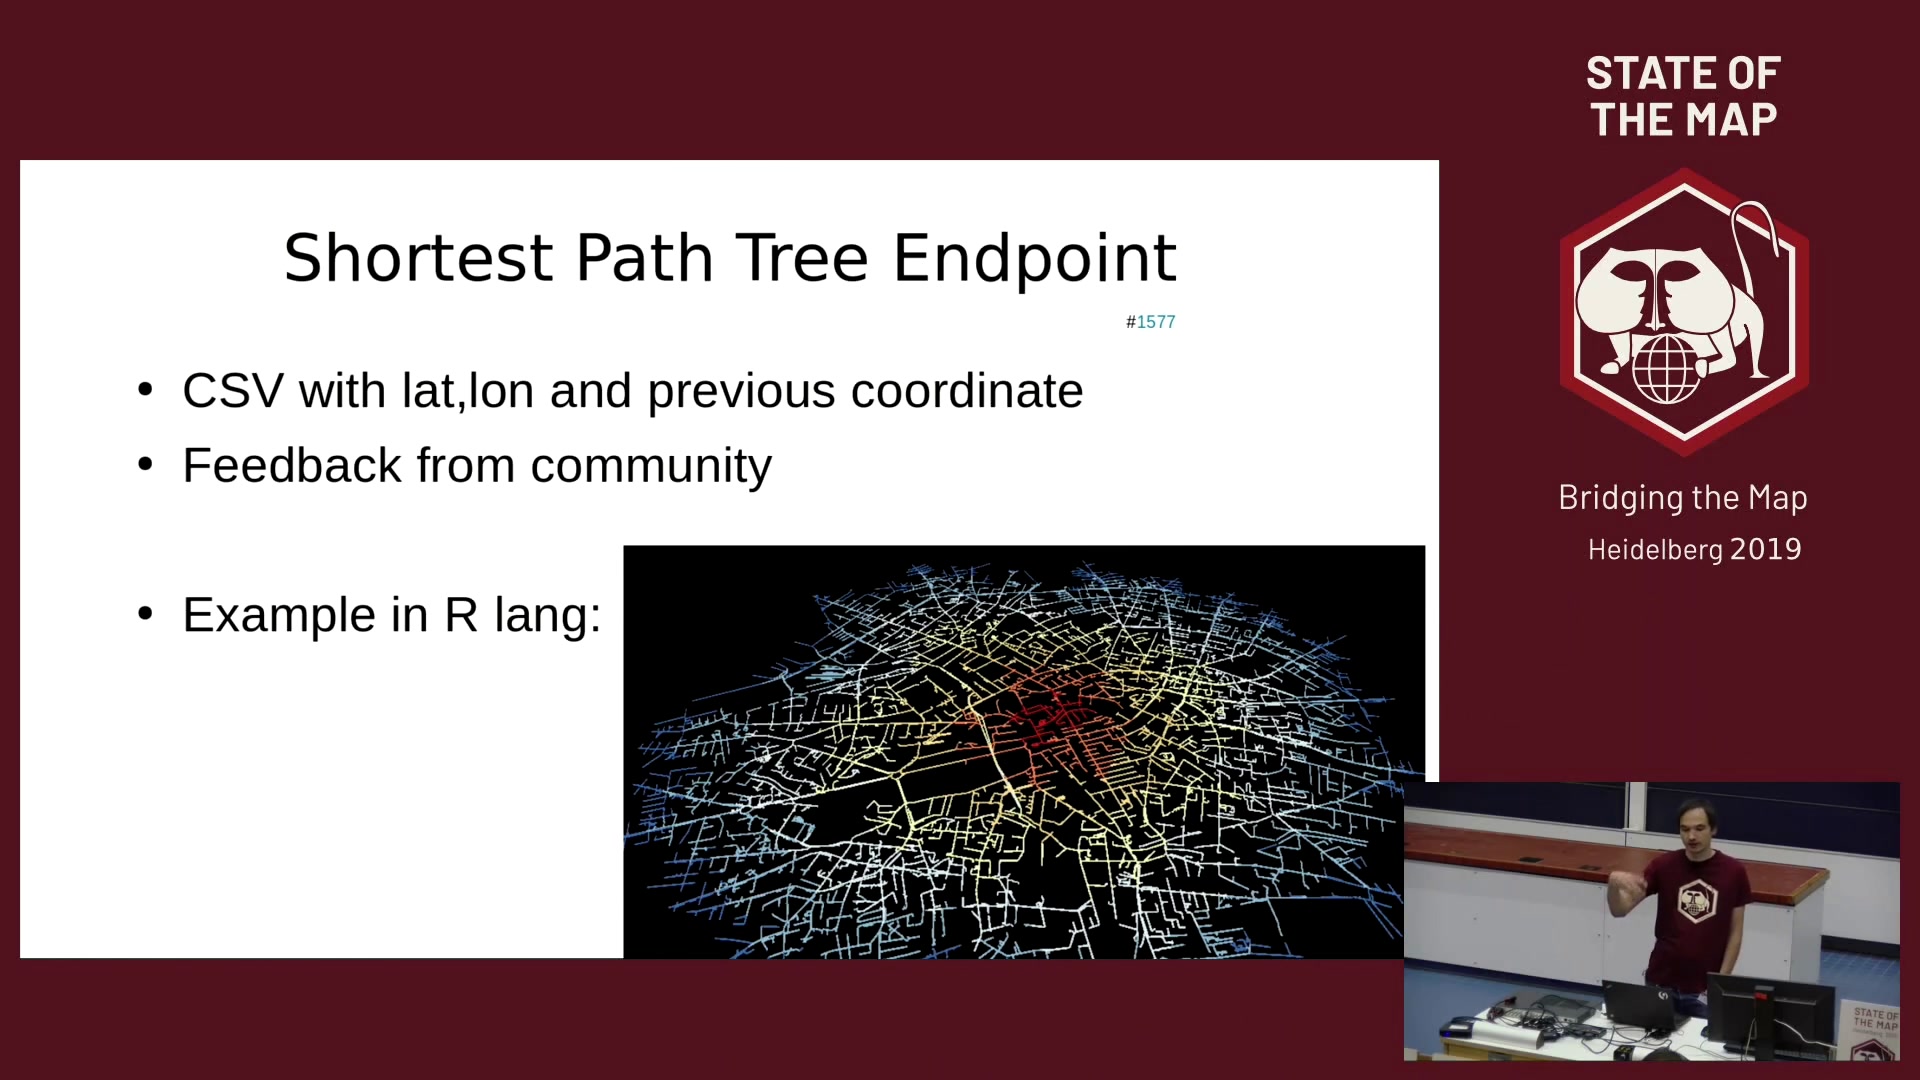 STATE OF
THE MAP
Shortest Path Tree Endpoint
#1577
• CSV with lat,lon and previous coordinate
• Feedback from community
• Example in R lang:
Bridging the Map
Heidelberg 2019
STATE OF
THE MAP